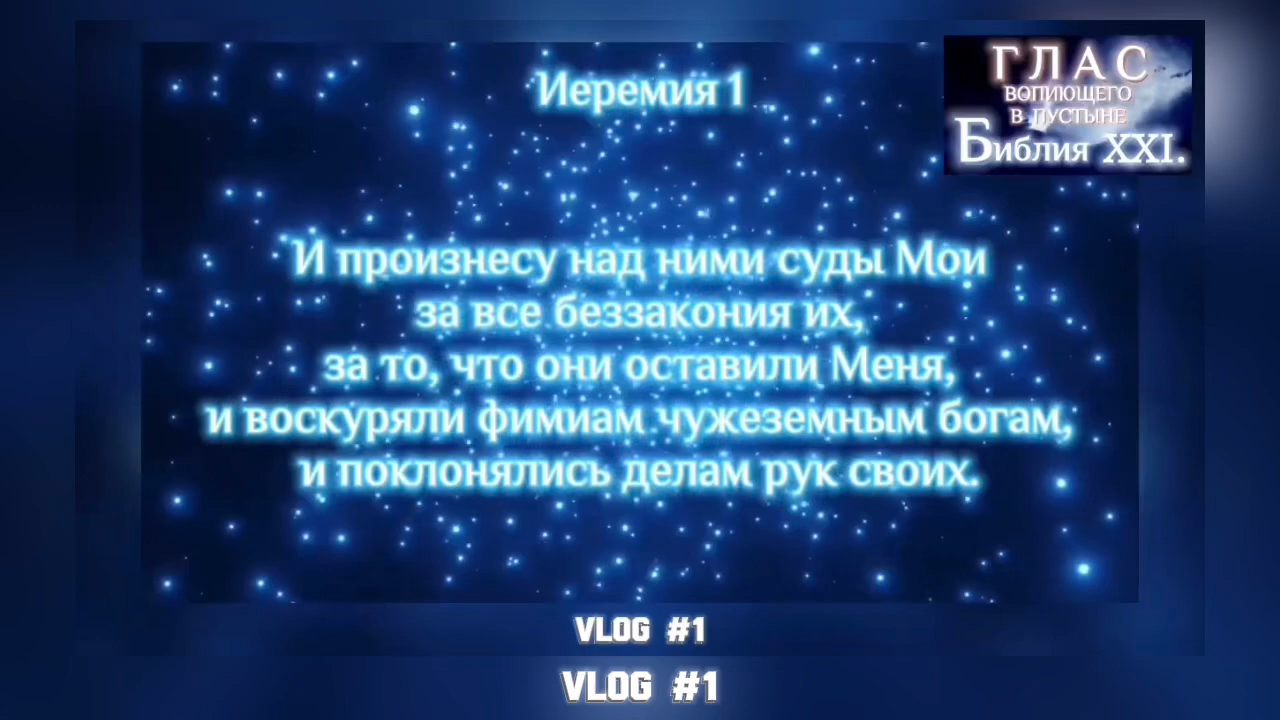 Иеремия 1
ГЛАС
ВОПИЮЩЕГО
В ПУСТЫНЕ
Библия XXI.
И произнесу над ними суды Мои
за все беззакония их,
за то, что они оставили Меня,
и воскуряли фимиам чужеземным богам,
и поклонялись делам рук своих.
VLOG #1
VLOG #1